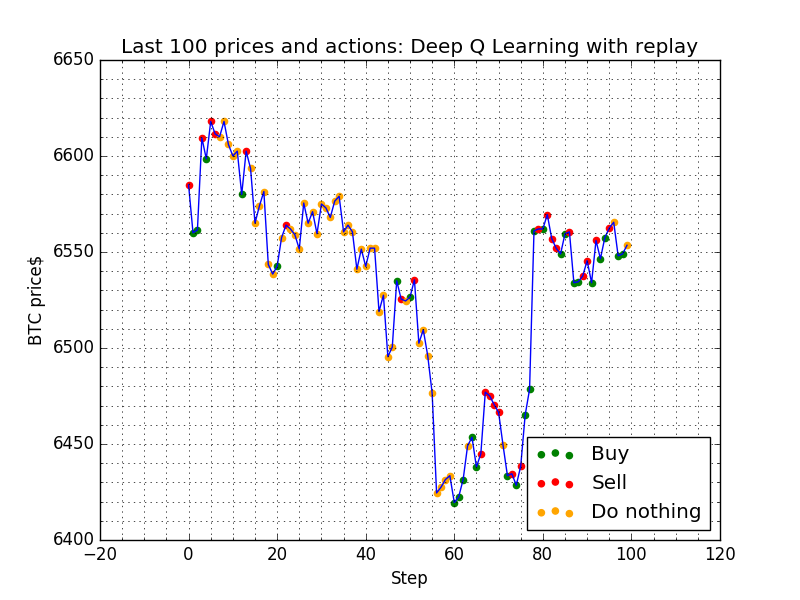 Last 100 prices and actions: Deep Q Learning with replay
BTC price$
6650
6600
6550
6500
6450
6400
−20
0
20
40
60
80
100
120
Step
Buy
Sell
Do nothing